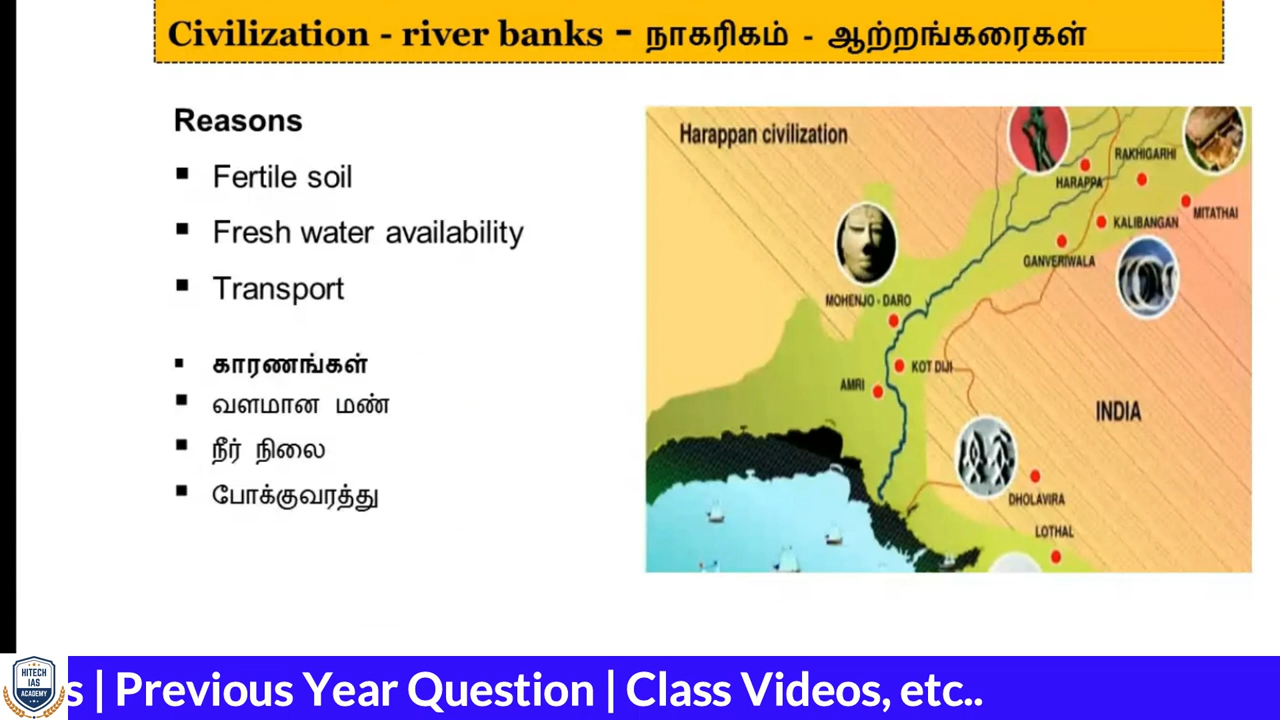 Civilization - river banks - நாகரிகம் - ஆற்றங்கரைகள்
Reasons
Fertile soil
Fresh water availability
Transport
காரணங்கள்
வளமான மண்
நீர் நிலை
போக்குவரத்து
Harappan civilization
RAKHIGARHI
HARAPPA
MITATHAI
KALIBANGAN
GANVERIWALA
MOHENJO - DARO
KOT DIJI
AMRI
INDIA
DHOLAVIRA
LOTHAL
HITECH
IAS
ACADEMY
s | Previous Year Question | Class Videos, etc..